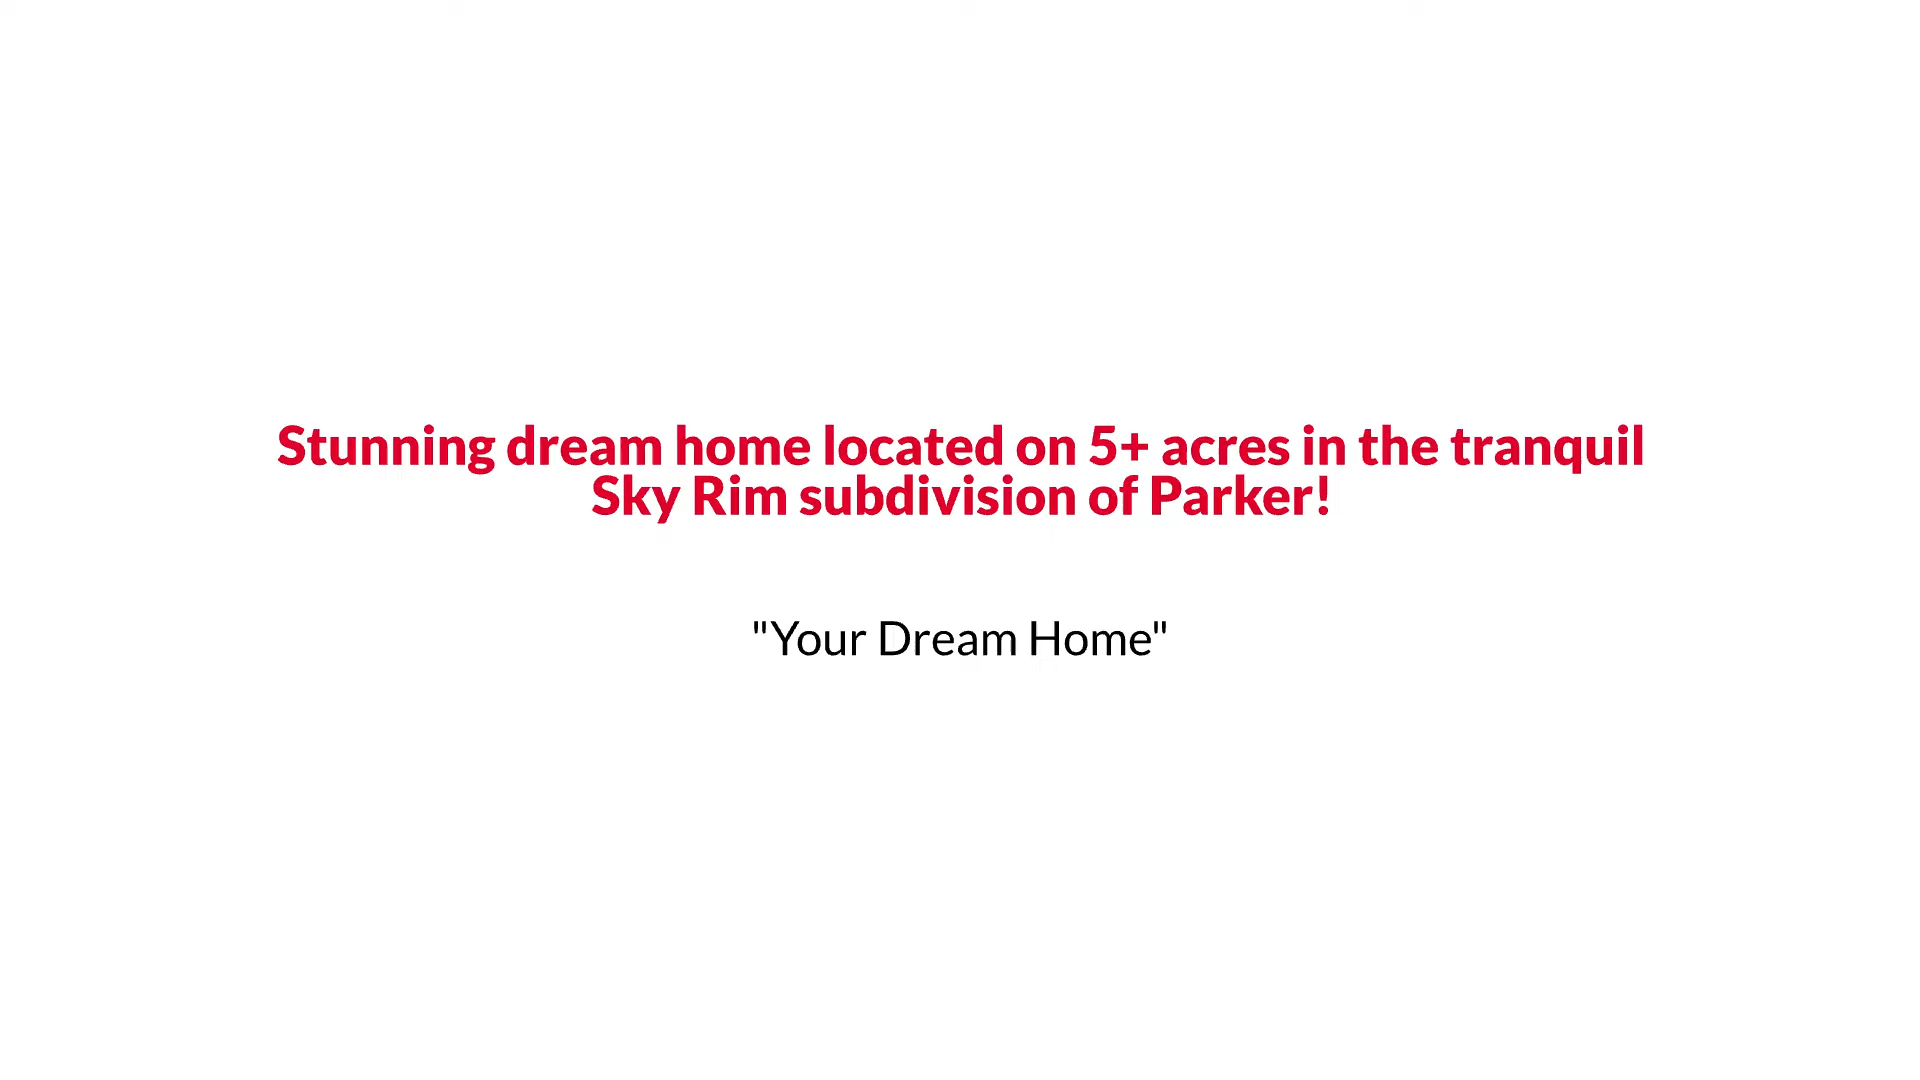 Stunning dream home located on 5+ acres in the tranquil
Sky Rim subdivision of Parker!
"Your Dream Home"